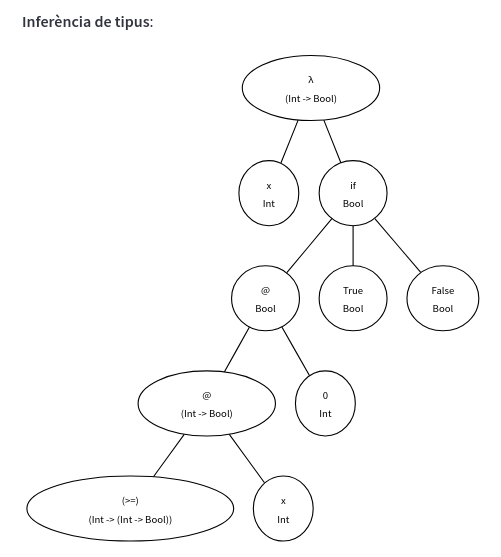 Inferència de tipus:
λ
(Int -> Bool)
x
Int
if
Bool
@
Bool
True
Bool
False
Bool
@
(Int -> Bool)
0
Int
(>=)
(Int -> (Int -> Bool))
x
Int